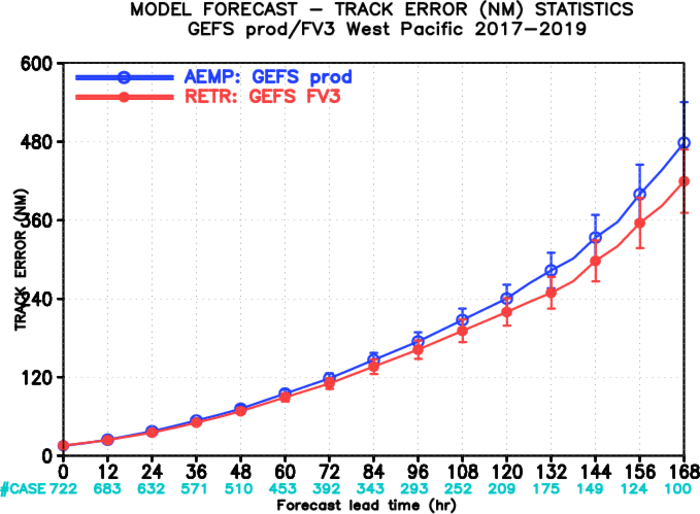 MODEL FORECAST – TRACK ERROR (NM) STATISTICS
GEFS prod/FV3 West Pacific 2017–2019
600
480
360
240
120
0
TRACK ERROR (NM)
AEMP: GEFS prod
RETR: GEFS FV3
0 12 24 36 48 60 72 84 96 108 120 132 144 156 168
#CASE 722 683 632 571 510 453 392 343 293 252 209 175 149 124 100
Forecast lead time (hr)